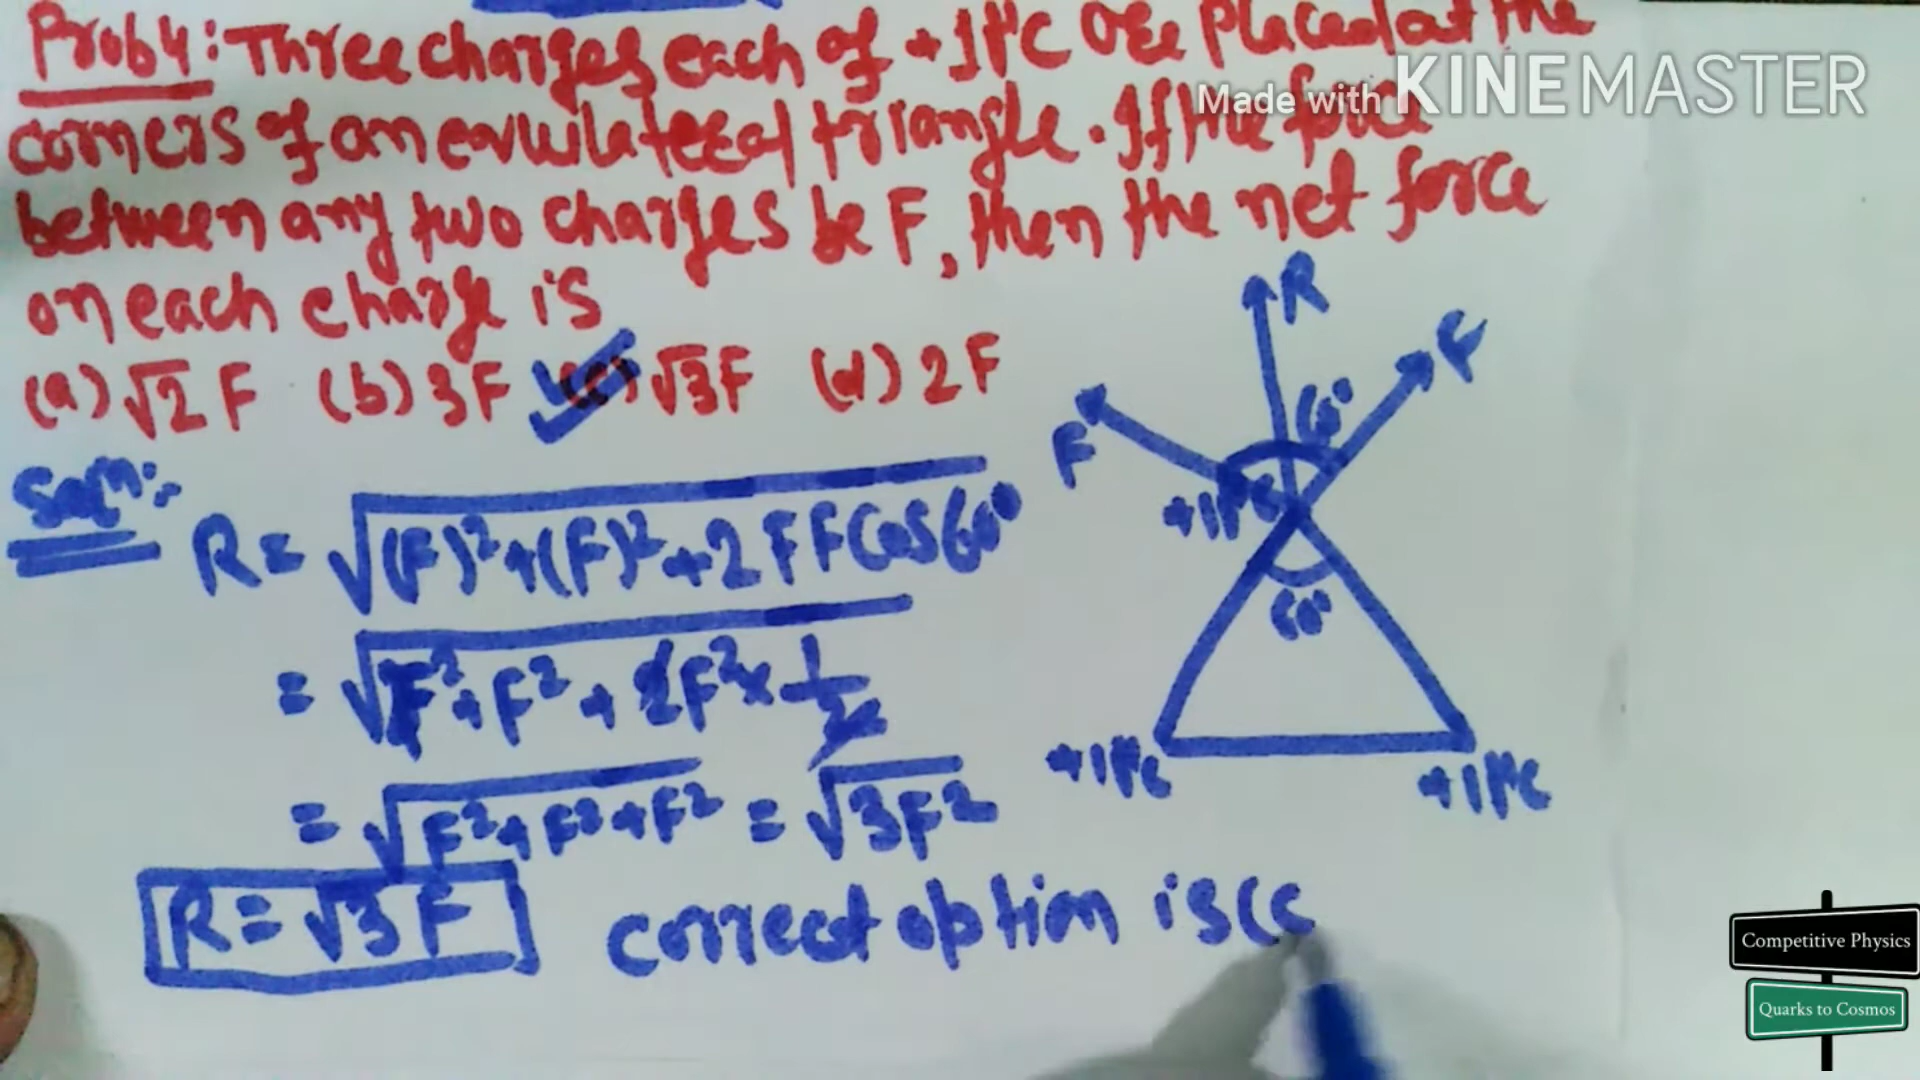 Prob4: Three charges each of +1μC are placed at the
Made with KINEMASTER
corners of an equilateral triangle. If the force
between any two charges be F, then the net force
on each charge is
(a) √2 F (b) 3F (c) √3F (d) 2F
R
F
F
60°
+1μC
Soln:-
R = √(F)²+(F)²+2FFCos60°
60°
= √F²+F²+2F²×1/2
+1μC
+1μC
= √F²+F²+F² = √3F²
R = √3 F correct option is (c
Competitive Physics
Quarks to Cosmos